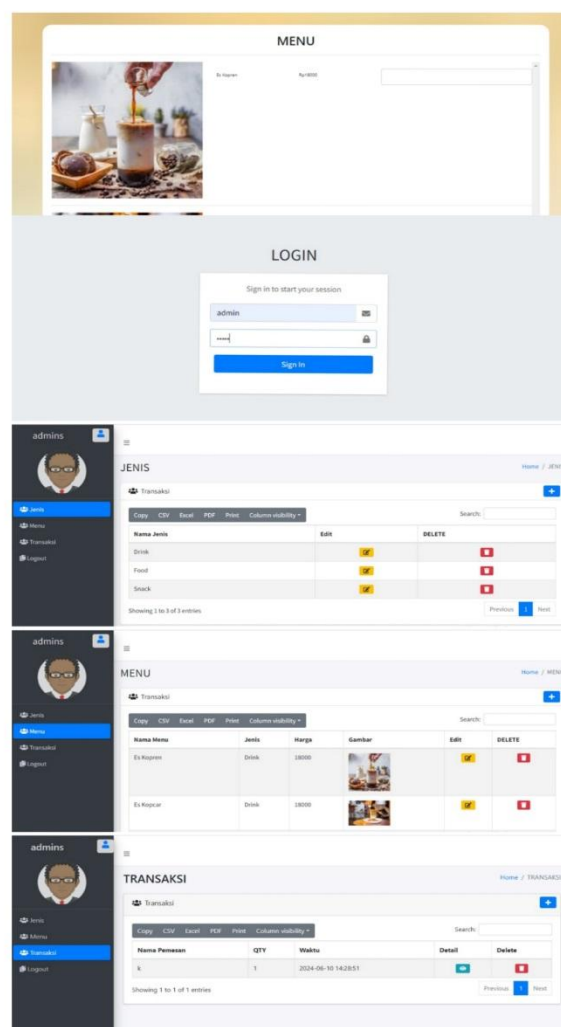 MENU
Es Kopren Rp18000
LOGIN
Sign in to start your session
admin
Sign In
admins
JENIS
Home / JENIS
Jenis
Menu
Transaksi
Logout
Transaksi
Copy CSV Excel PDF Print Column visibility
Search:
Nama Jenis Edit DELETE
Drink
Food
Snack
Showing 1 to 3 of 3 entries
Previous 1 Next
admins
MENU
Home / MENU
Jenis
Menu
Transaksi
Logout
Transaksi
Copy CSV Excel PDF Print Column visibility
Search:
Nama Menu Jenis Harga Gambar Edit DELETE
Es Kopren Drink 18000
Es Kopcar Drink 18000
admins
TRANSAKSI
Home / TRANSAKSI
Jenis
Menu
Transaksi
Logout
Transaksi
Copy CSV Excel PDF Print Column visibility
Search:
Nama Pemesan QTY Waktu Detail Delete
k 1 2024-06-10 14:28:51
Showing 1 to 1 of 1 entries
Previous 1 Next